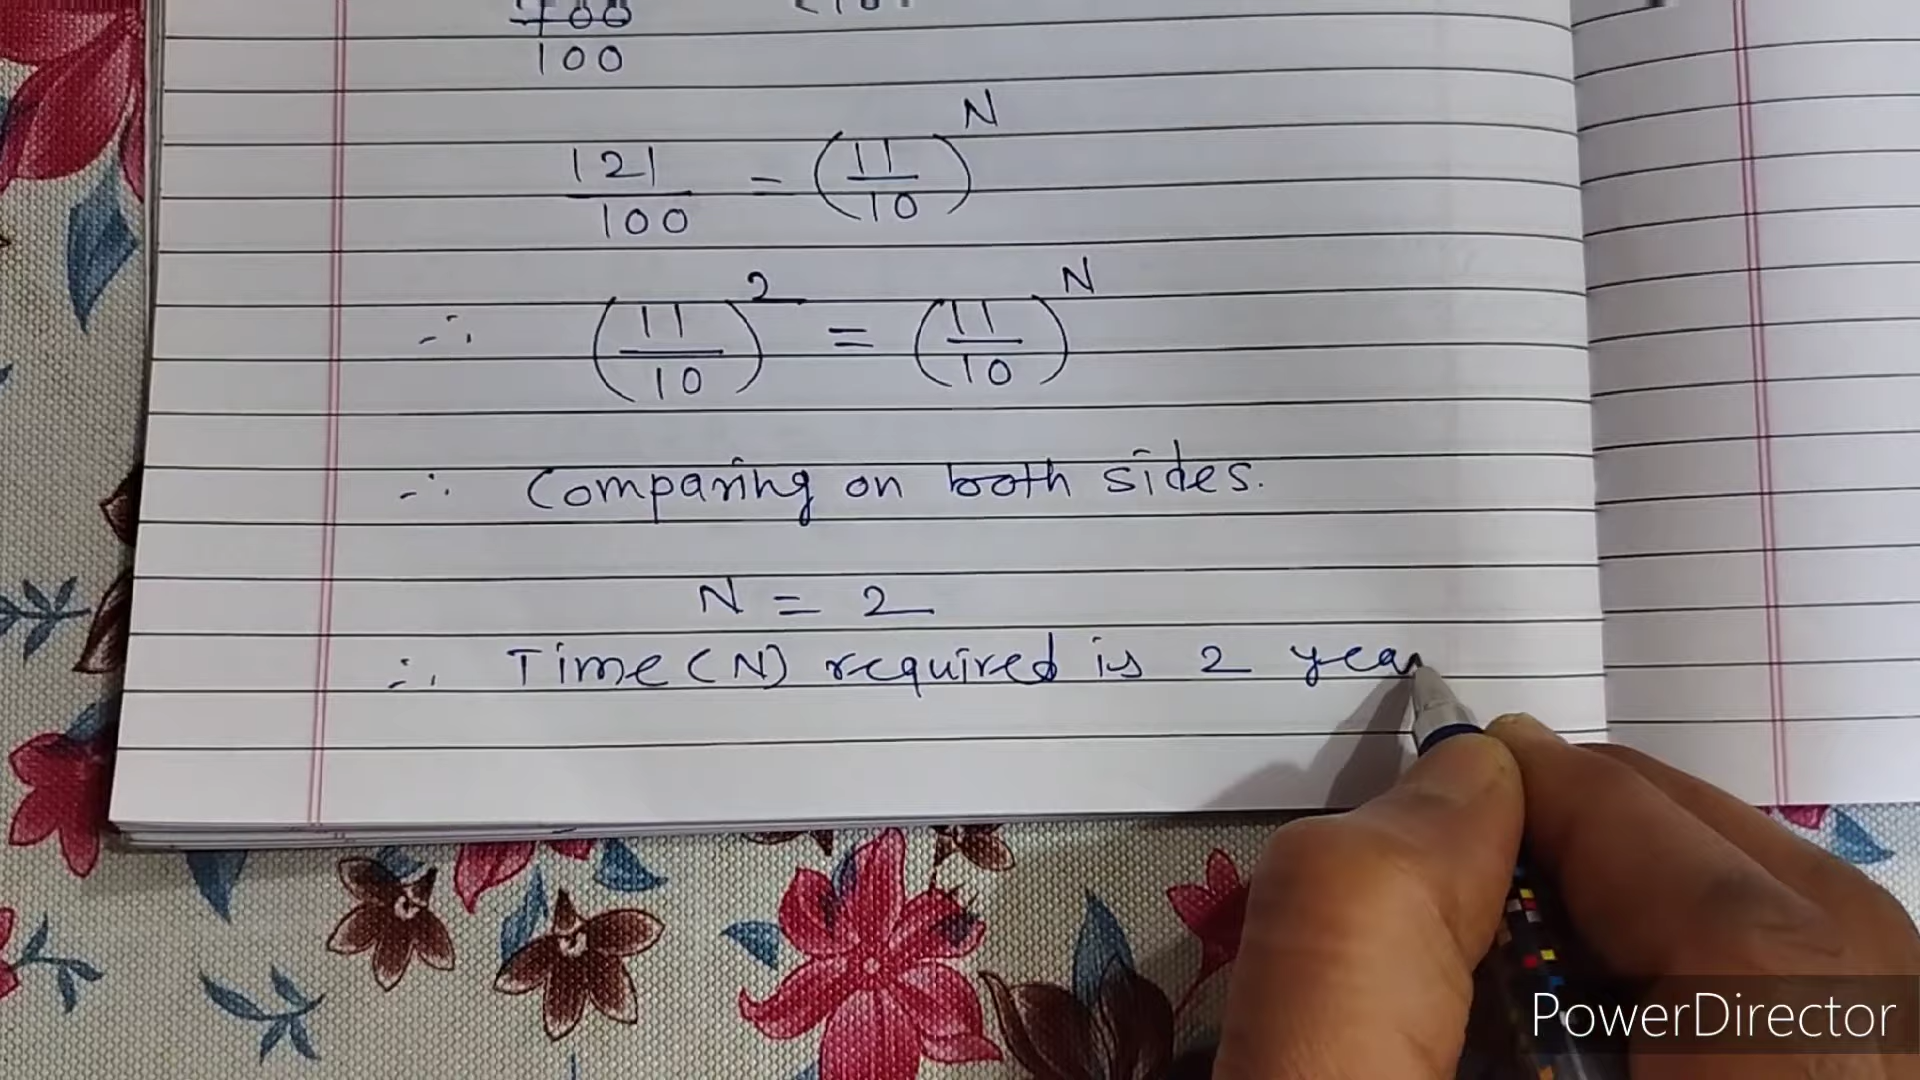 100
121/100 = (11/10)^N
∴ (11/10)^2 = (11/10)^N
∴ Comparing on both sides.
N = 2
∴ Time (N) required is 2 year
PowerDirector